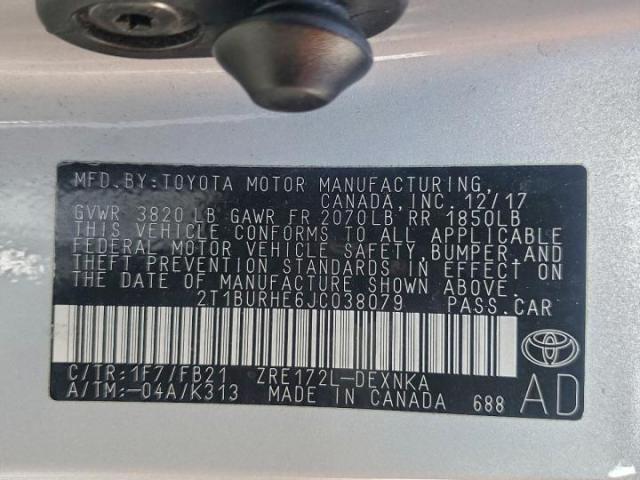 MFD. BY: TOYOTA MOTOR MANUFACTURING,
CANADA, INC. 12/17
GVWR 3820 LB GAWR FR 2070LB RR 1850LB
THIS VEHICLE CONFORMS TO ALL APPLICABLE
FEDERAL MOTOR VEHICLE SAFETY, BUMPER, AND
THEFT PREVENTION STANDARDS IN EFFECT ON
THE DATE OF MANUFACTURE SHOWN ABOVE.
2T1BURHE6JC038079 PASS. CAR
C/TR: 1F7/FB21 ZRE172L-DEXNKA
A/TM: -04A/K313 MADE IN CANADA 688
AD